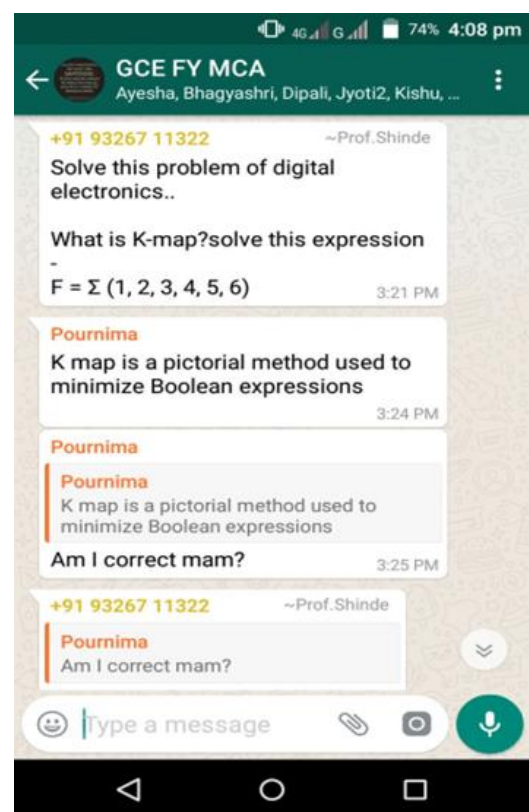 4G G 74% 4:08 pm
GCE FY MCA
Ayesha, Bhagyashri, Dipali, Jyoti2, Kishu, ...
+91 93267 11322 ~Prof.Shinde
Solve this problem of digital
electronics..
What is K-map?solve this expression
-
F = Σ (1, 2, 3, 4, 5, 6)
3:21 PM
Pournima
K map is a pictorial method used to
minimize Boolean expressions
3:24 PM
Pournima
Pournima
K map is a pictorial method used to
minimize Boolean expressions
Am I correct mam?
3:25 PM
+91 93267 11322 ~Prof.Shinde
Pournima
Am I correct mam?
Type a message